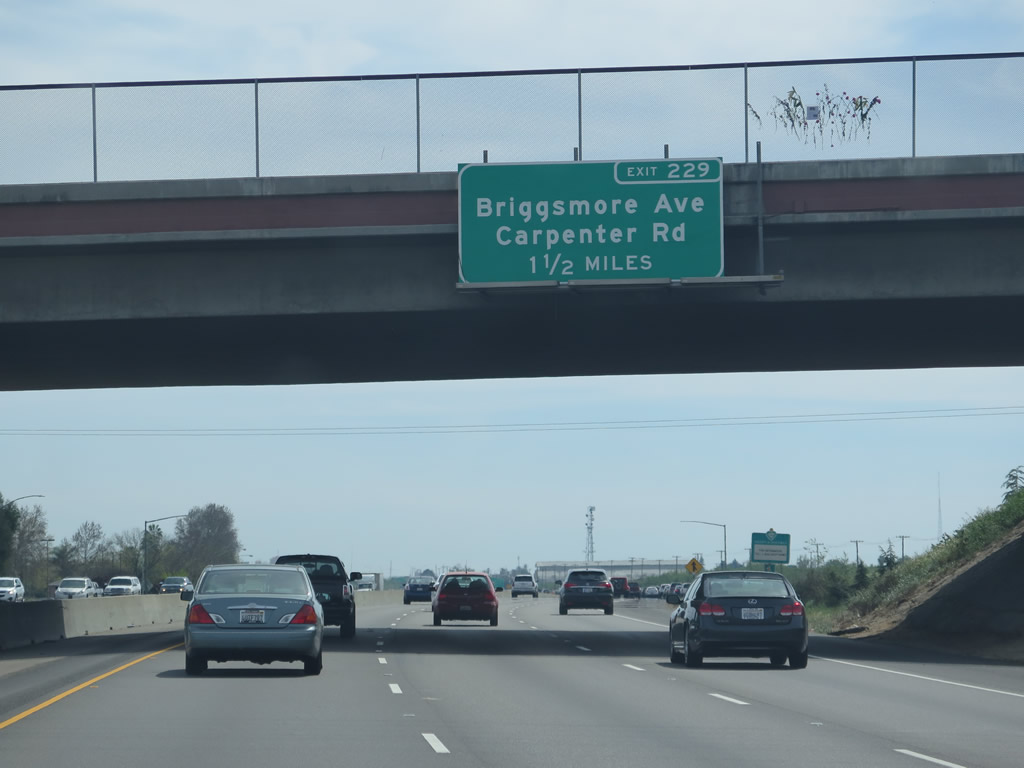 EXIT 229
Briggsmore Ave
Carpenter Rd
1 1/2 MILES